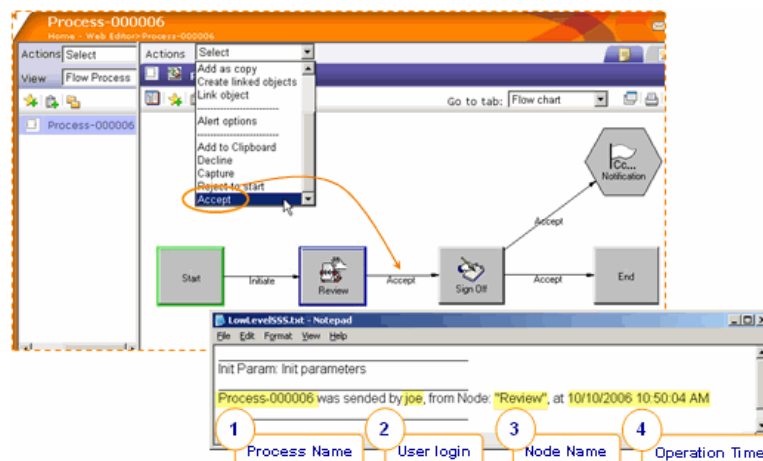 Process-000006
Home - Web Editor>Process-000006
Actions Select
View Flow Process
Process-000006
Actions Select
Add as copy
Create linked objects
Link object
Alert options
Add to Clipboard
Decline
Capture
Reject to start
Accept
Go to tab: Flow chart
Cc...
Notification
Accept
Start
Initiate
Review
Accept
Sign Off
Accept
End
LowLevelSSS.txt - Notepad
File Edit Format View Help
Init Param: Init parameters
Process-000006 was sended by joe, from Node: "Review", at 10/10/2006 10:50:04 AM
1 2 3 4
Process Name User login Node Name Operation Time